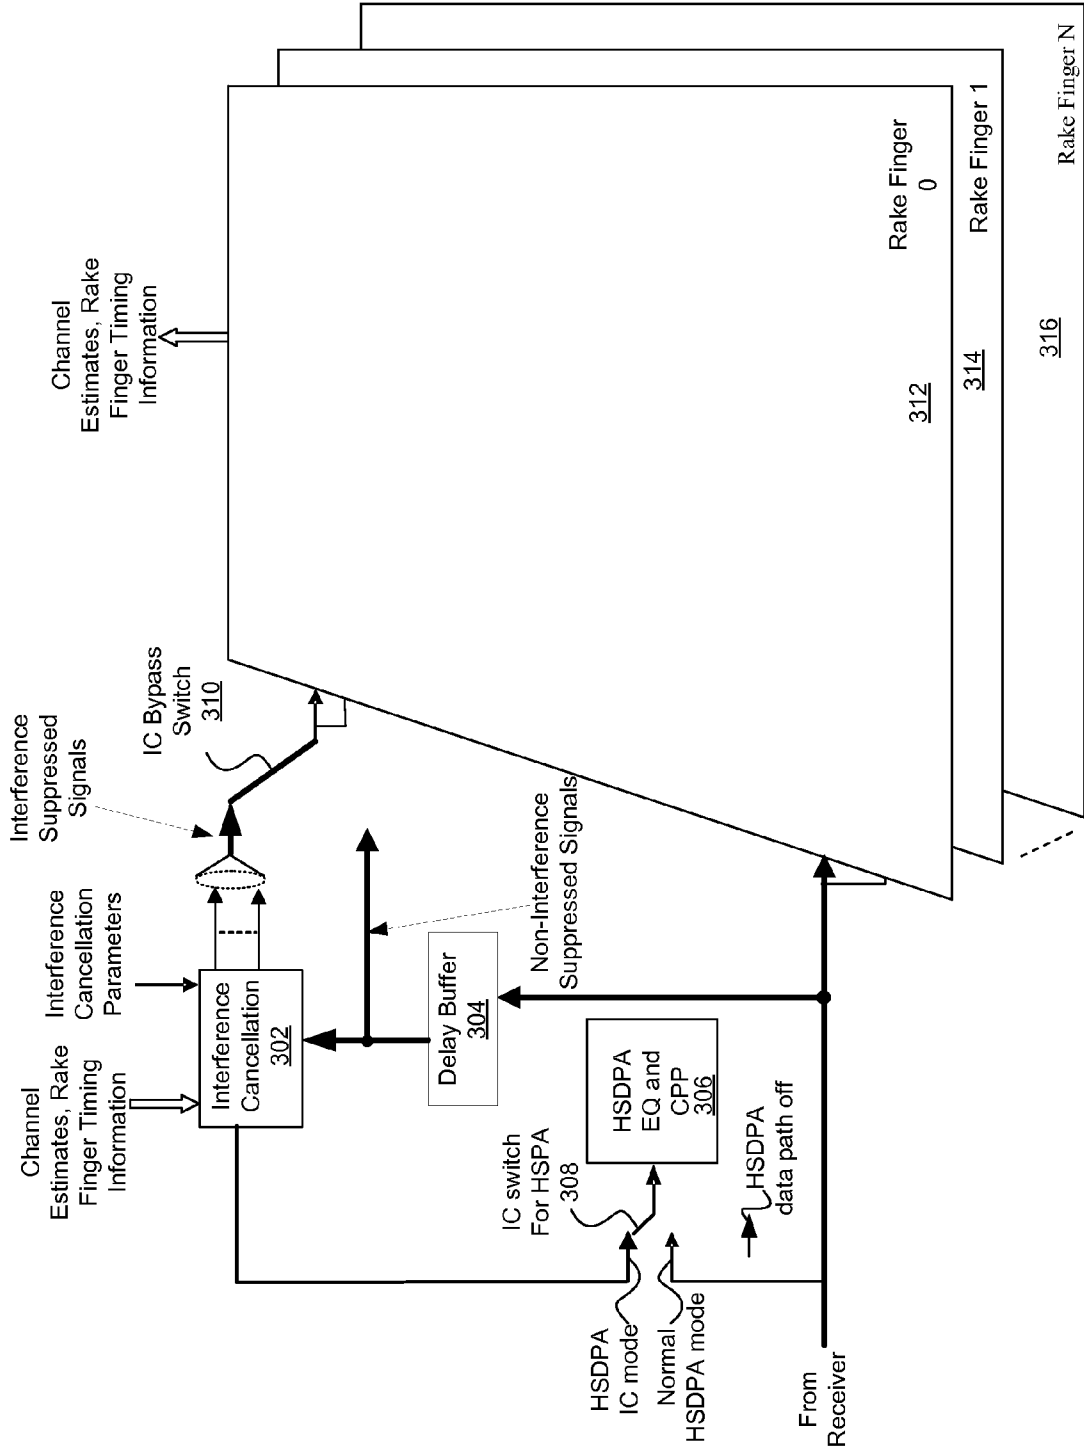 Channel
Estimates, Rake
Finger Timing
Information
Interference
Cancellation
Parameters
Interference
Suppressed
Signals
IC Bypass
Switch
310
Channel
Estimates, Rake
Finger Timing
Information
Interference
Cancellation
302
Delay Buffer
304
Non-Interference
Suppressed Signals
IC switch
For HSPA
308
HSDPA
EQ and
CPP
306
HSDPA
IC mode
Normal
HSDPA mode
HSDPA
data path off
From
Receiver
Rake Finger
0
312
Rake Finger 1
314
Rake Finger N
316